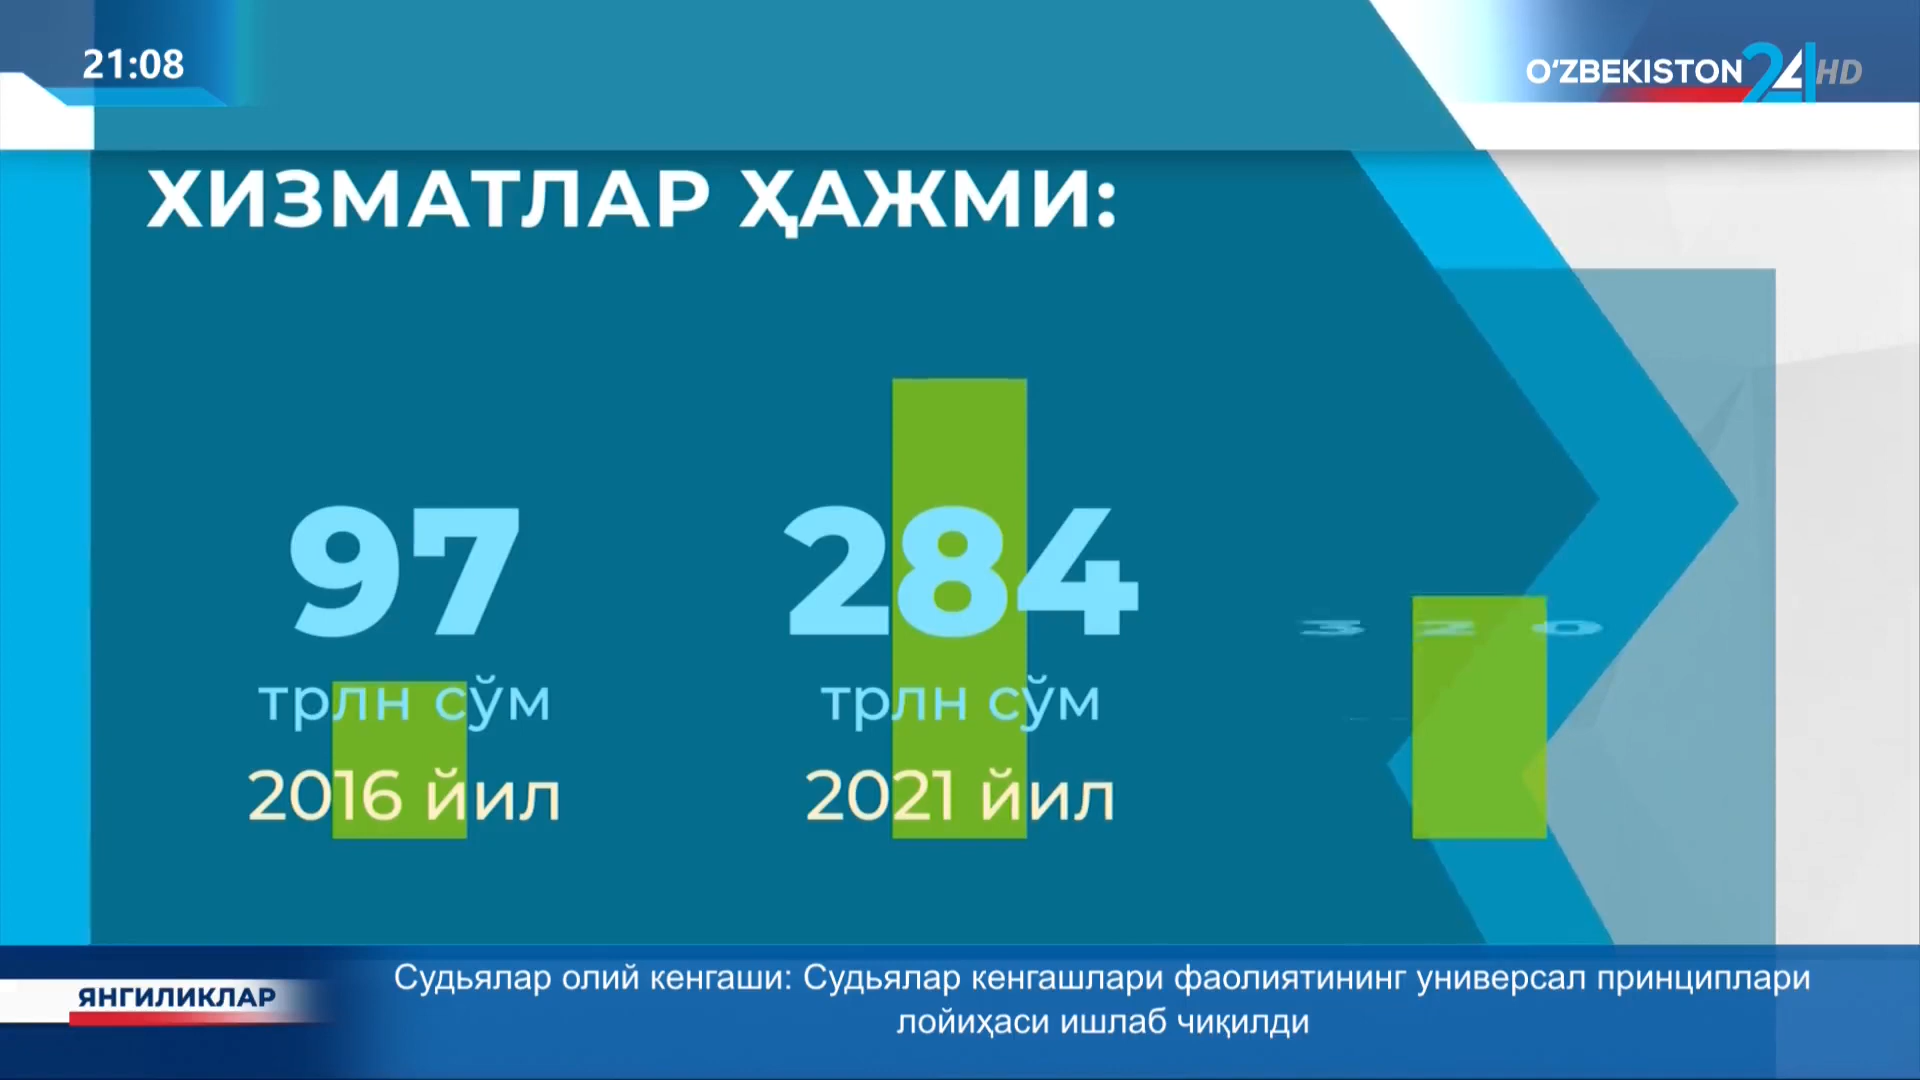 21:08
O‘ZBEKISTON 24 HD
ХИЗМАТЛАР ҲАЖМИ:
97
284
320
трлн сўм
трлн сўм
2016 йил
2021 йил
Судьялар олий кенгаши: Судьялар кенгашлари фаолиятининг универсал принциплари
ЯНГИЛИКЛАР
лойиҳаси ишлаб чиқилди